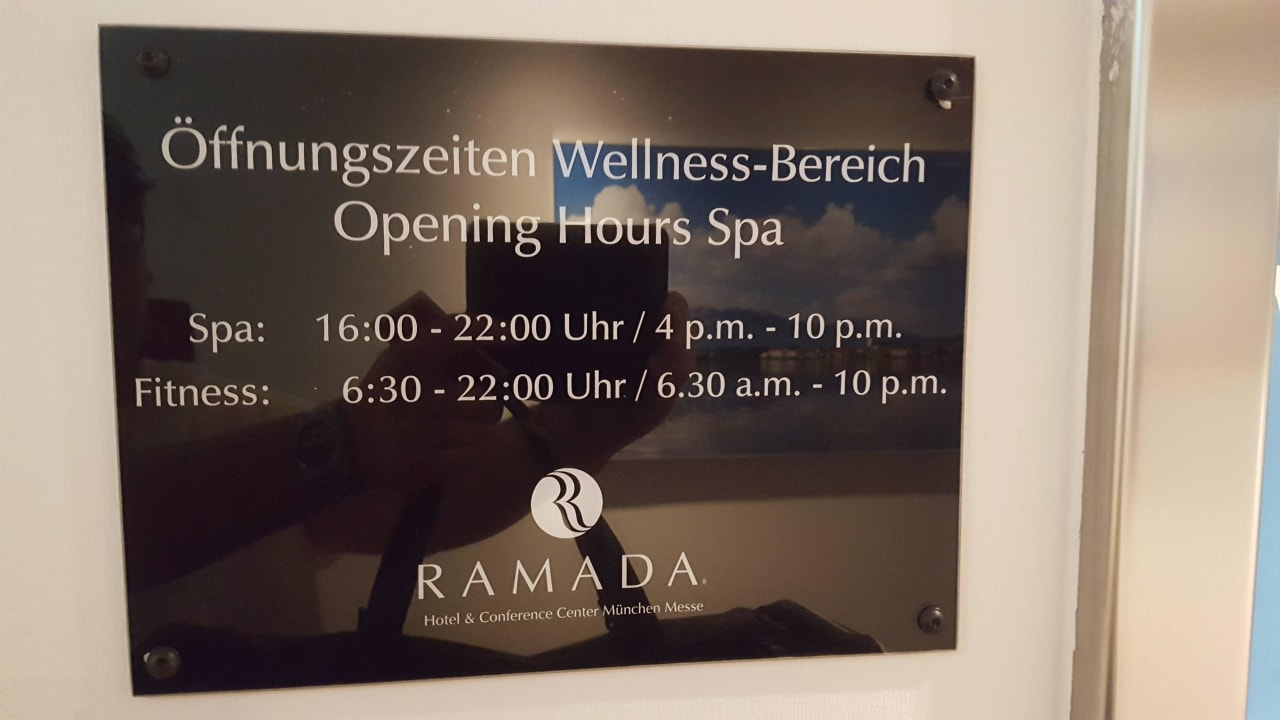 Öffnungszeiten Wellness-Bereich
Opening Hours Spa
Spa: 16:00 - 22:00 Uhr / 4 p.m. - 10 p.m.
Fitness: 6:30 - 22:00 Uhr / 6.30 a.m. - 10 p.m.
RAMADA
Hotel & Conference Center München Messe